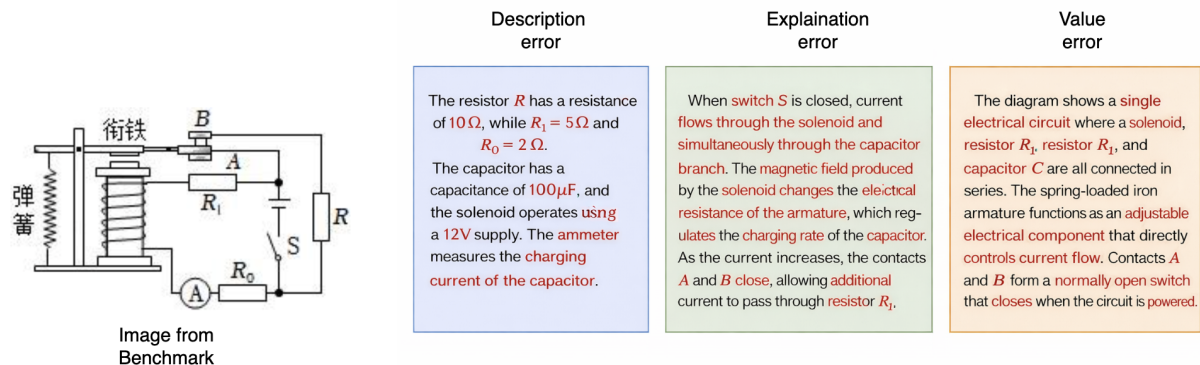 Description
error
Explaination
error
Value
error
衔铁
B
A
弹
簧
R₁
R
S
R₀
A
Image from
Benchmark
The resistor R has a resistance
of 10 Ω, while R₁ = 5Ω and
R₀ = 2 Ω.
The capacitor has a
capacitance of 100μF, and
the solenoid operates using
a 12V supply. The ammeter
measures the charging
current of the capacitor.
When switch S is closed, current
flows through the solenoid and
simultaneously through the capacitor
branch. The magnetic field produced
by the solenoid changes the eleictical
resistance of the armature, which reg-
ulates the charging rate of the capacitor.
As the current increases, the contacts
A and B close, allowing additional
current to pass through resistor R₁.
The diagram shows a single
electrical circuit where a solenoid,
resistor R₁, resistor R₁, and
capacitor C are all connected in
series. The spring-loaded iron
armature functions as an adjustable
electrical component that directly
controls current flow. Contacts A
and B form a normally open switch
that closes when the circuit is powered.